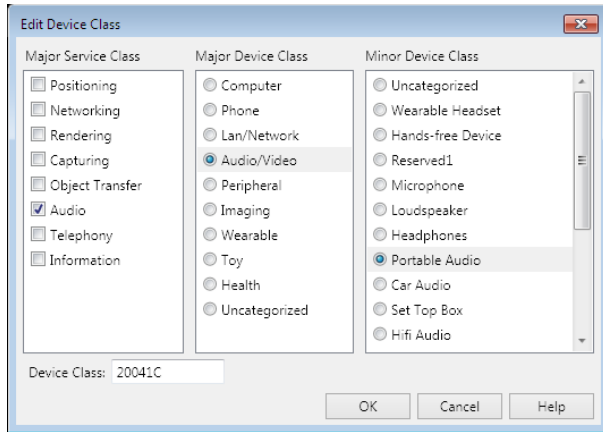 Edit Device Class
Major Service Class
Positioning
Networking
Rendering
Capturing
Object Transfer
Audio
Telephony
Information
Major Device Class
Computer
Phone
Lan/Network
Audio/Video
Peripheral
Imaging
Wearable
Toy
Health
Uncategorized
Minor Device Class
Uncategorized
Wearable Headset
Hands-free Device
Reserved1
Microphone
Loudspeaker
Headphones
Portable Audio
Car Audio
Set Top Box
Hifi Audio
Device Class: 20041C
OK Cancel Help